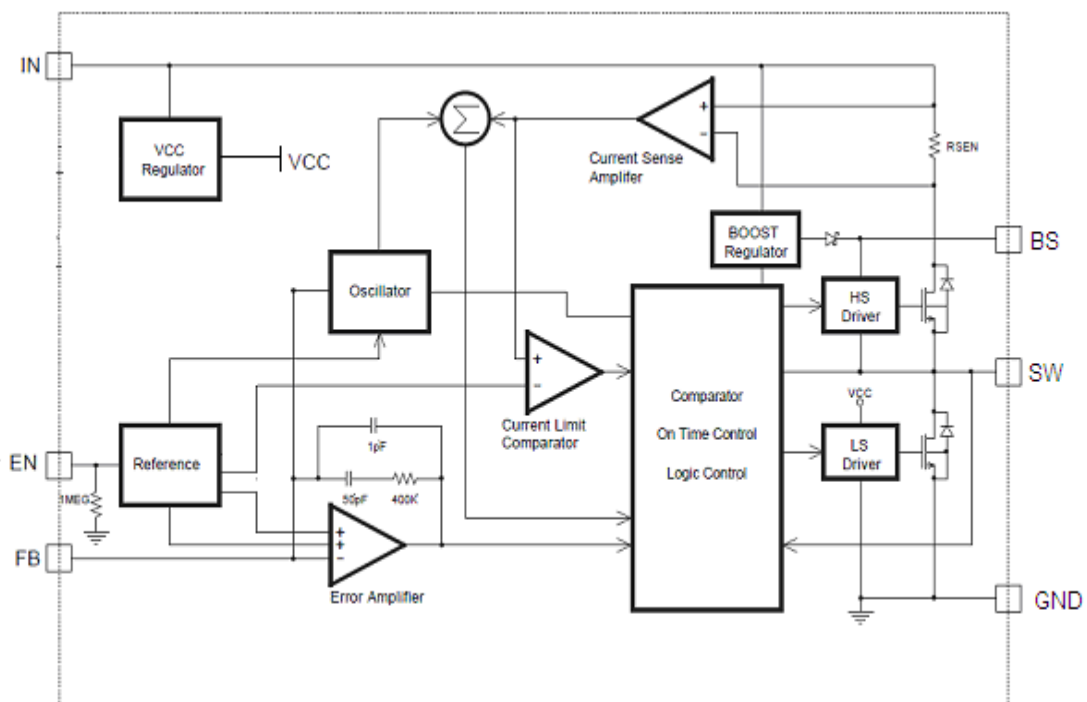 IN
VCC
Regulator
VCC
Σ
+
−
Current Sense
Amplifer
RSEN
BOOST
Regulator
BS
Oscillator
HS
Driver
+
−
Current Limit
Comparator
SW
Comparator
On Time Control
Logic Control
VCC
LS
Driver
EN
1MEG
Reference
1pF
50pF
400K
+
+
−
Error Amplifier
FB
GND